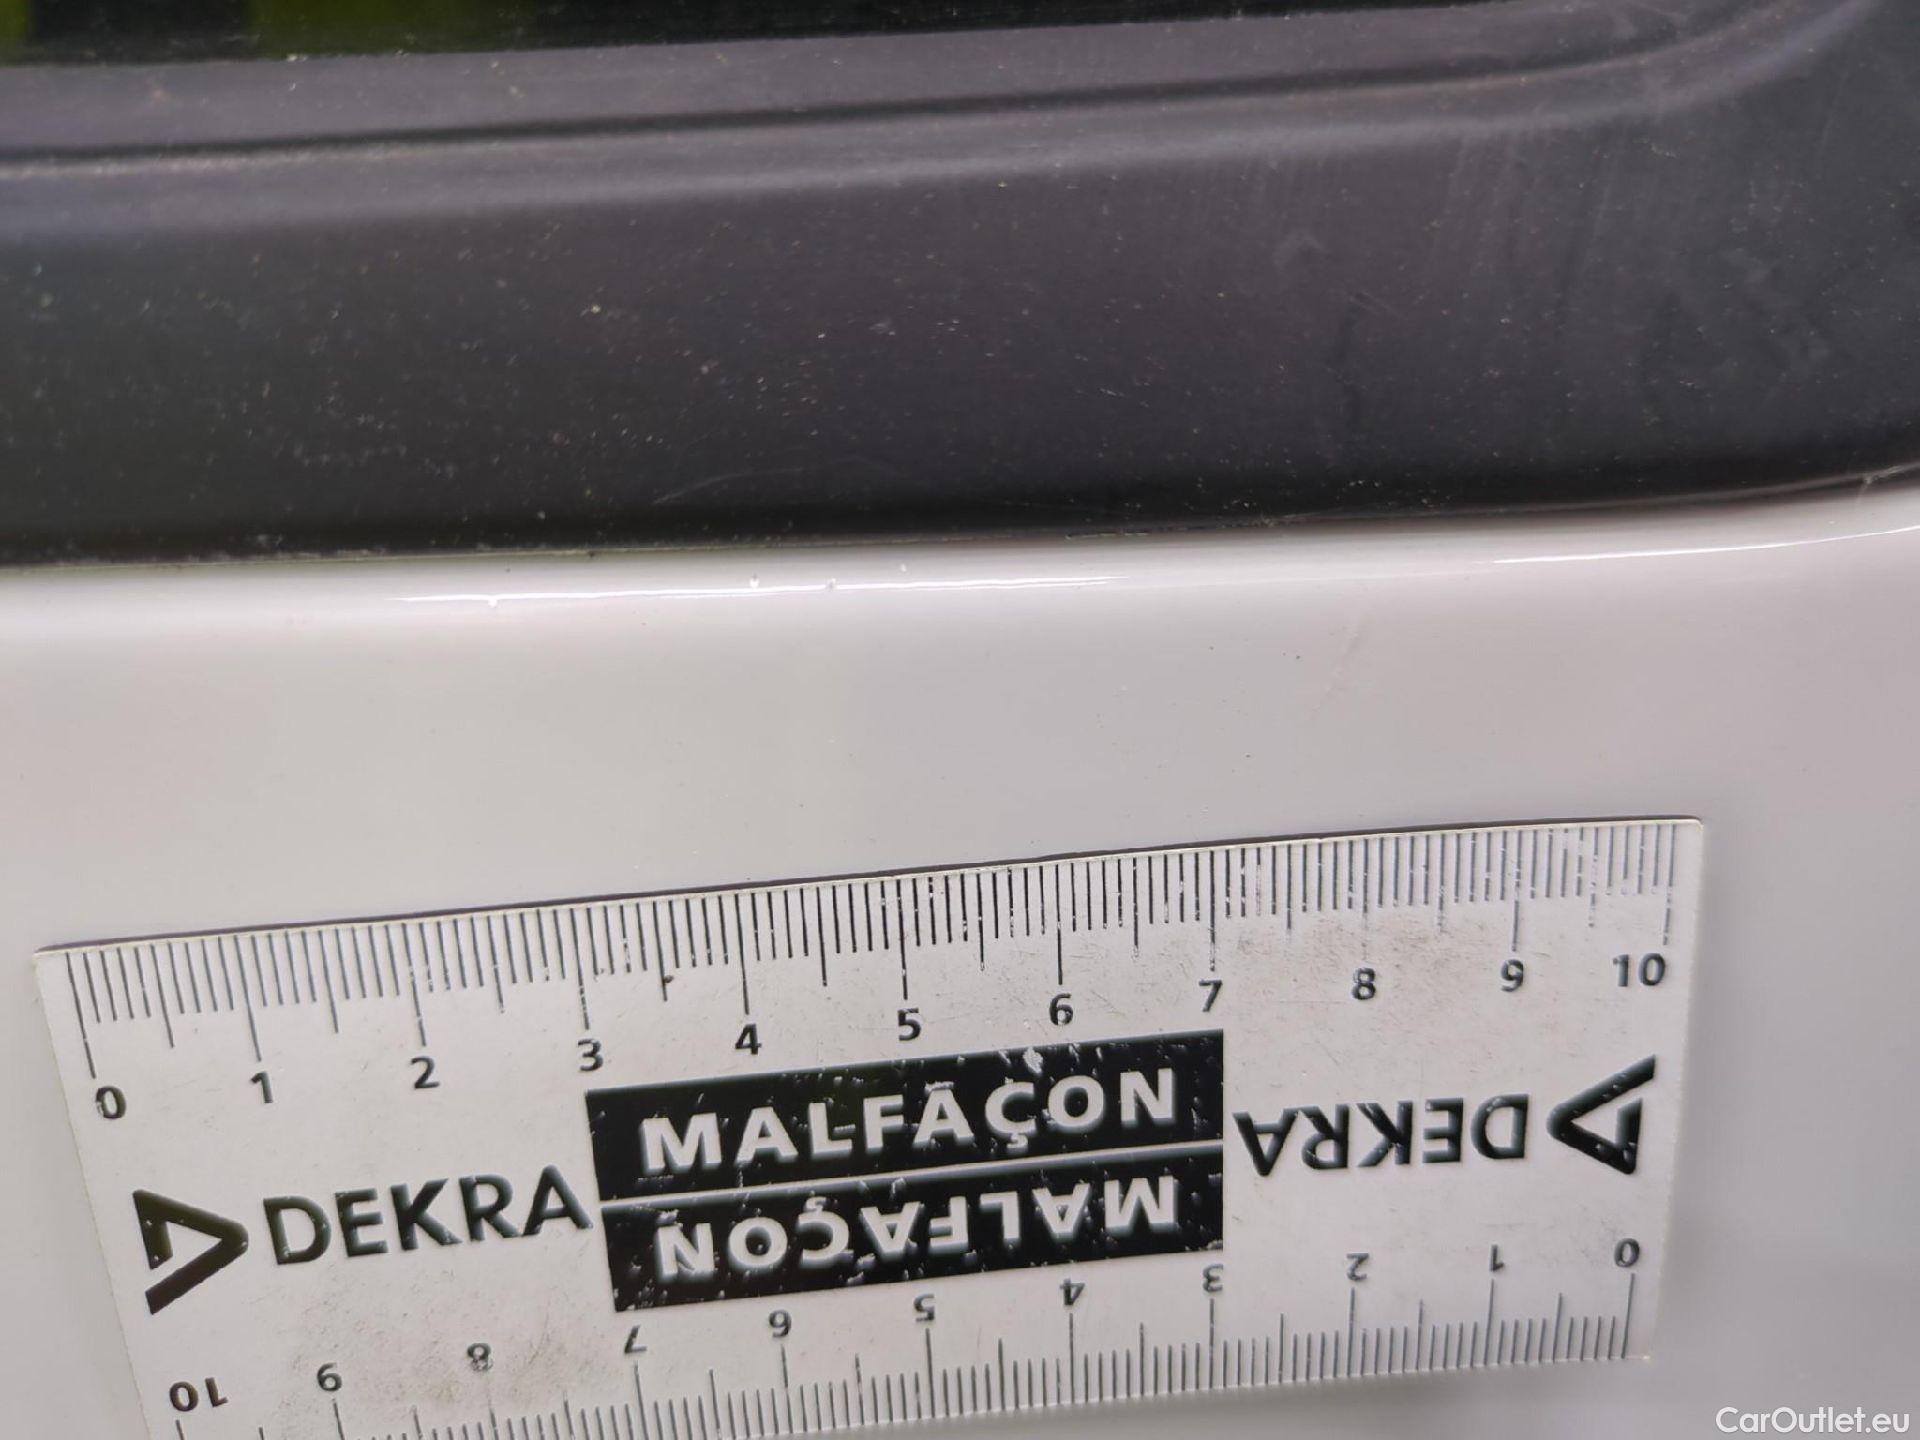 0 1 2 3 4 5 6 7 8 9 10
MALFAÇON
DEKRA
MALFAÇON
DEKRA
10 9 8 7 6 5 4 3 2 1 0
CarOutlet.eu